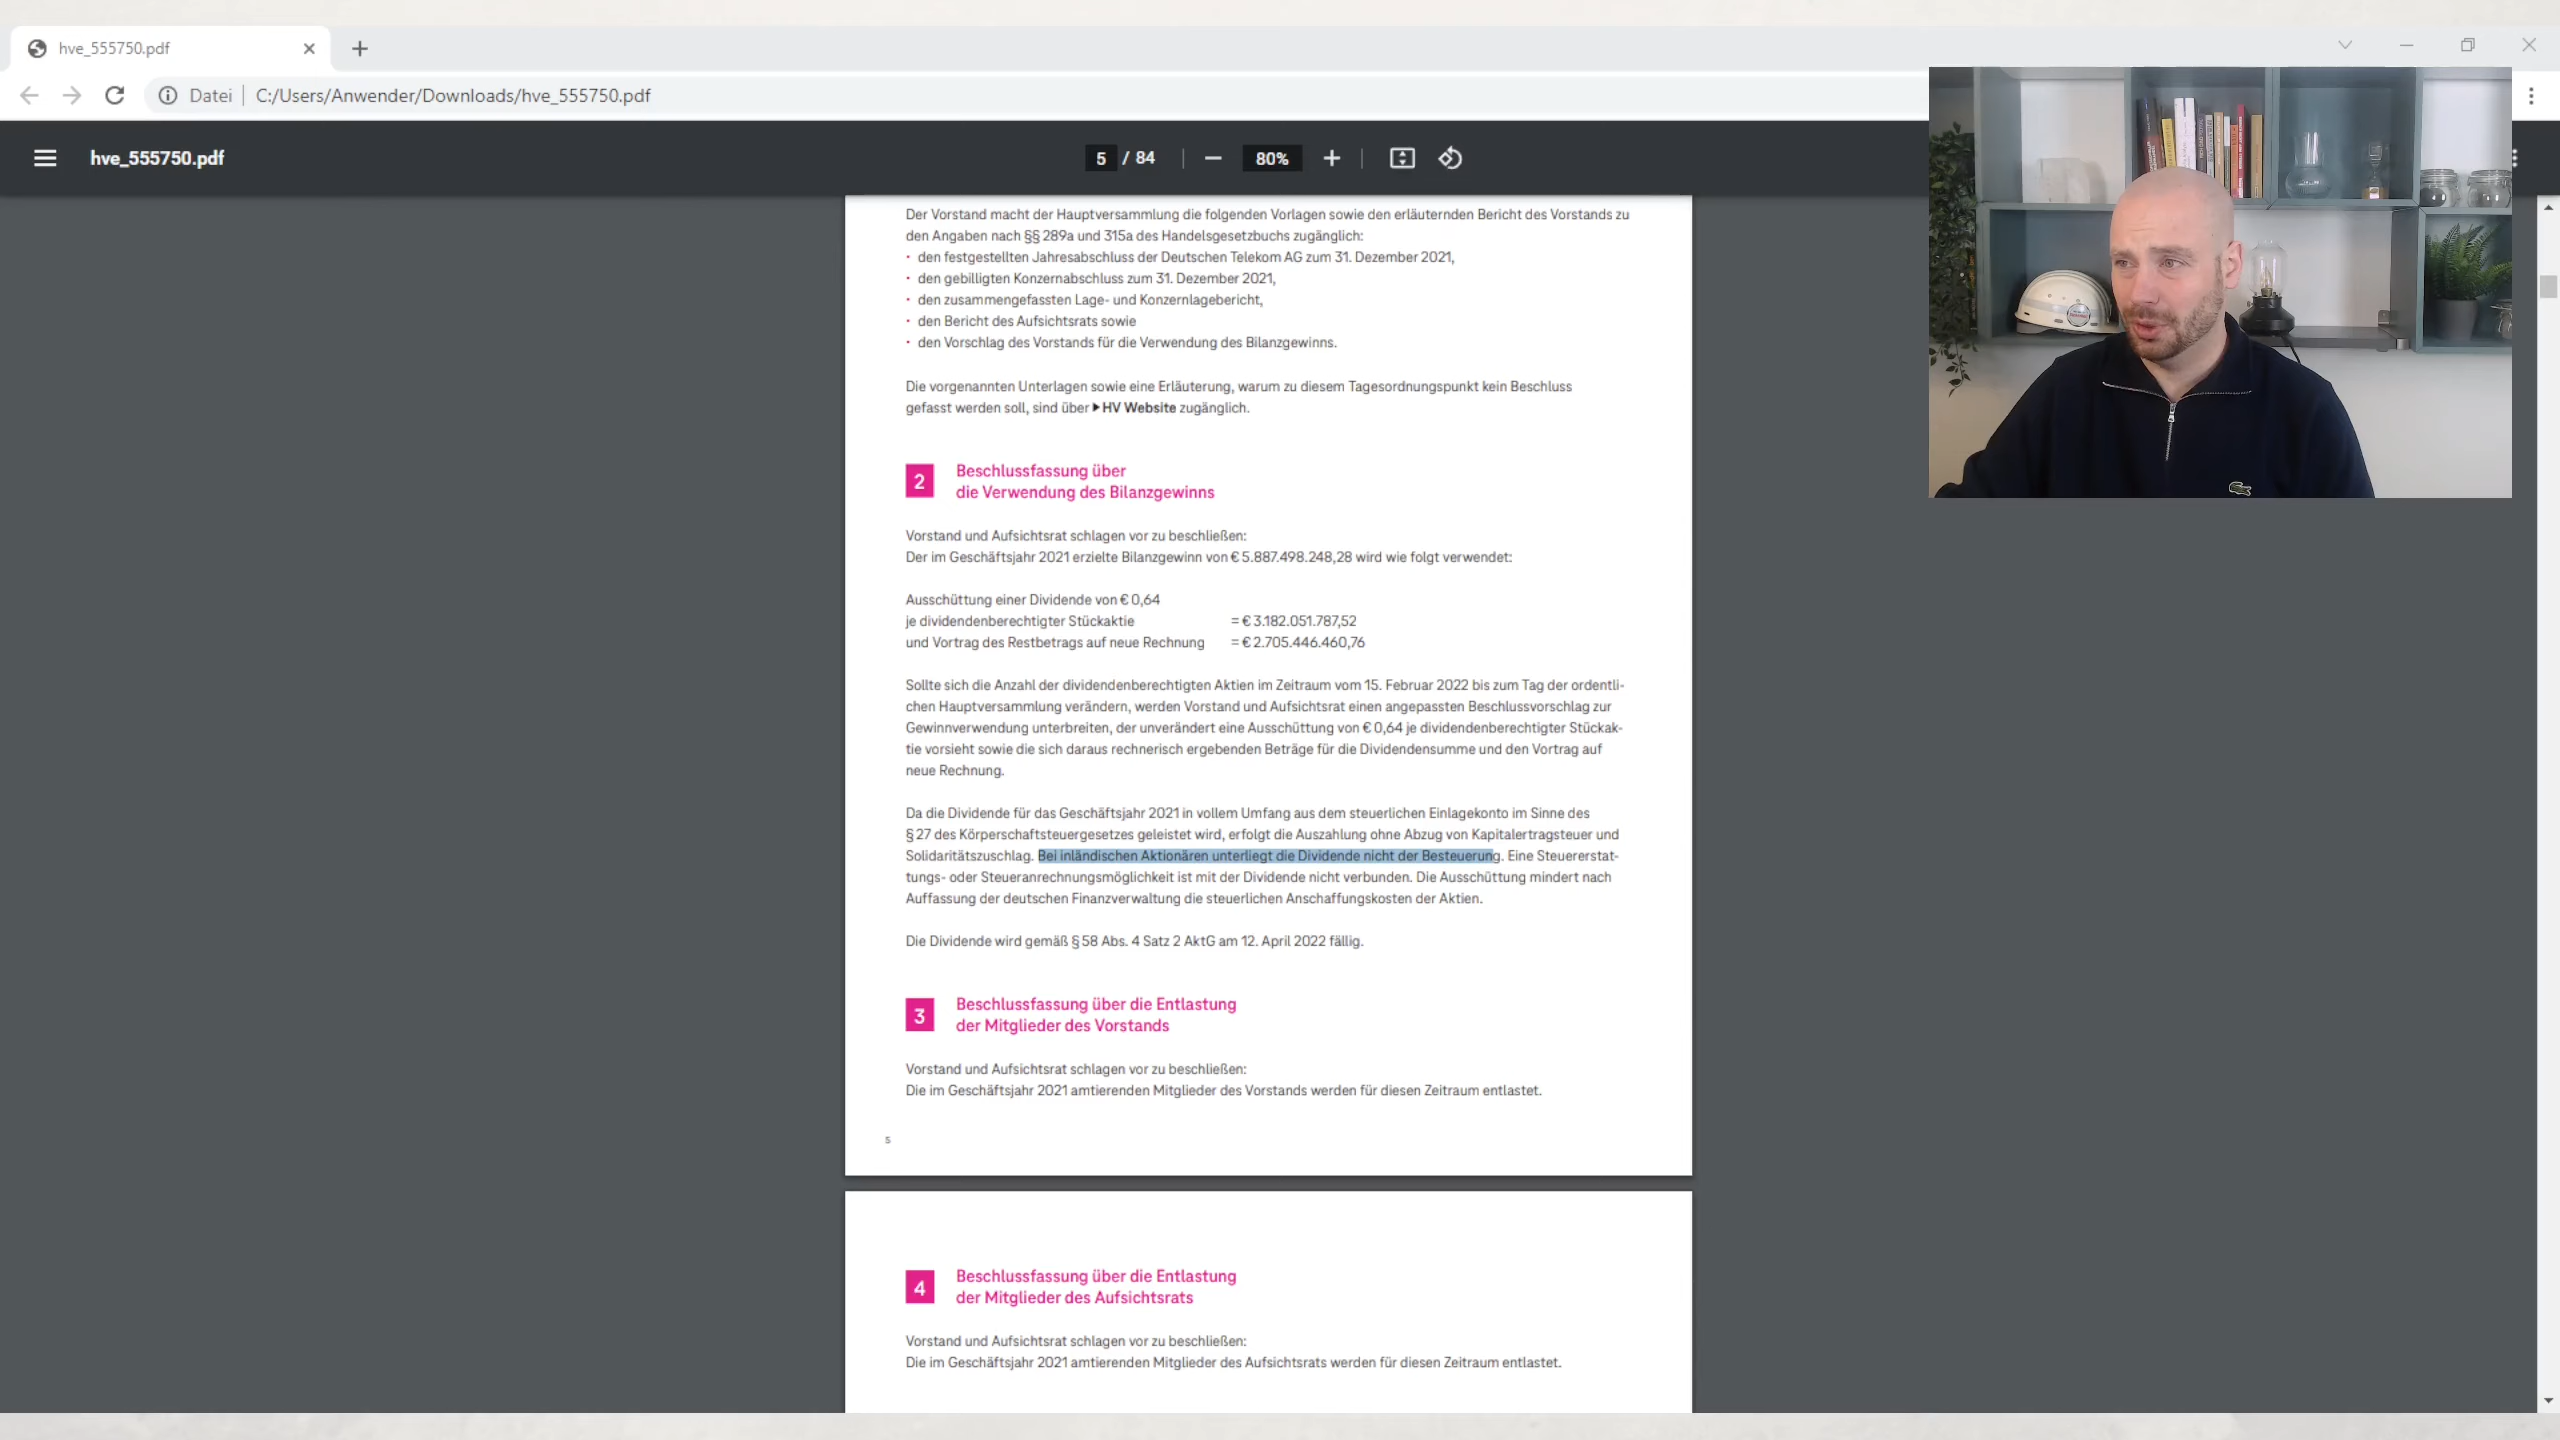 hve_555750.pdf
Datei
C:/Users/Anwender/Downloads/hve_555750.pdf
hve_555750.pdf
5 / 84
80%
Der Vorstand macht der Hauptversammlung die folgenden Vorlagen sowie den erläuternden Bericht des Vorstands zu
den Angaben nach §§ 289a und 315a des Handelsgesetzbuchs zugänglich:
• den festgestellten Jahresabschluss der Deutschen Telekom AG zum 31. Dezember 2021,
• den gebilligten Konzernabschluss zum 31. Dezember 2021,
• den zusammengefassten Lage- und Konzernlagebericht,
• den Bericht des Aufsichtsrats sowie
• den Vorschlag des Vorstands für die Verwendung des Bilanzgewinns.
Die vorgenannten Unterlagen sowie eine Erläuterung, warum zu diesem Tagesordnungspunkt kein Beschluss
gefasst werden soll, sind über ▶HV Website zugänglich.
2 Beschlussfassung über
die Verwendung des Bilanzgewinns
Vorstand und Aufsichtsrat schlagen vor zu beschließen:
Der im Geschäftsjahr 2021 erzielte Bilanzgewinn von € 5.887.498.248,28 wird wie folgt verwendet:
Ausschüttung einer Dividende von € 0,64
je dividendenberechtigter Stückaktie = € 3.182.051.787,52
und Vortrag des Restbetrags auf neue Rechnung = € 2.705.446.460,76
Sollte sich die Anzahl der dividendenberechtigten Aktien im Zeitraum vom 15. Februar 2022 bis zum Tag der ordentli-
chen Hauptversammlung verändern, werden Vorstand und Aufsichtsrat einen angepassten Beschlussvorschlag zur
Gewinnverwendung unterbreiten, der unverändert eine Ausschüttung von € 0,64 je dividendenberechtigter Stückak-
tie vorsieht sowie die sich daraus rechnerisch ergebenden Beträge für die Dividendensumme und den Vortrag auf
neue Rechnung.
Da die Dividende für das Geschäftsjahr 2021 in vollem Umfang aus dem steuerlichen Einlagekonto im Sinne des
§ 27 des Körperschaftsteuergesetzes geleistet wird, erfolgt die Auszahlung ohne Abzug von Kapitalertragsteuer und
Solidaritätszuschlag. Bei inländischen Aktionären unterliegt die Dividende nicht der Besteuerung. Eine Steuererstat-
tungs- oder Steueranrechnungsmöglichkeit ist mit der Dividende nicht verbunden. Die Ausschüttung mindert nach
Auffassung der deutschen Finanzverwaltung die steuerlichen Anschaffungskosten der Aktien.
Die Dividende wird gemäß § 58 Abs. 4 Satz 2 AktG am 12. April 2022 fällig.
3 Beschlussfassung über die Entlastung
der Mitglieder des Vorstands
Vorstand und Aufsichtsrat schlagen vor zu beschließen:
Die im Geschäftsjahr 2021 amtierenden Mitglieder des Vorstands werden für diesen Zeitraum entlastet.
5
4 Beschlussfassung über die Entlastung
der Mitglieder des Aufsichtsrats
Vorstand und Aufsichtsrat schlagen vor zu beschließen:
Die im Geschäftsjahr 2021 amtierenden Mitglieder des Aufsichtsrats werden für diesen Zeitraum entlastet.